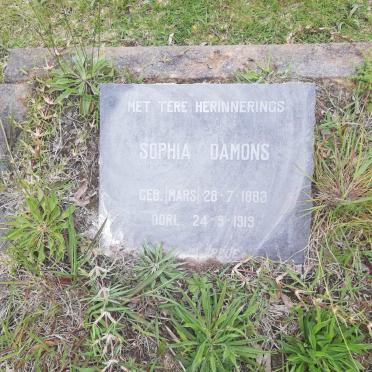 MET TERE HERINNERINGS
SOPHIA DAMONS
GEB. (MARS) 28-7-1883
OORL. 24-9-1919